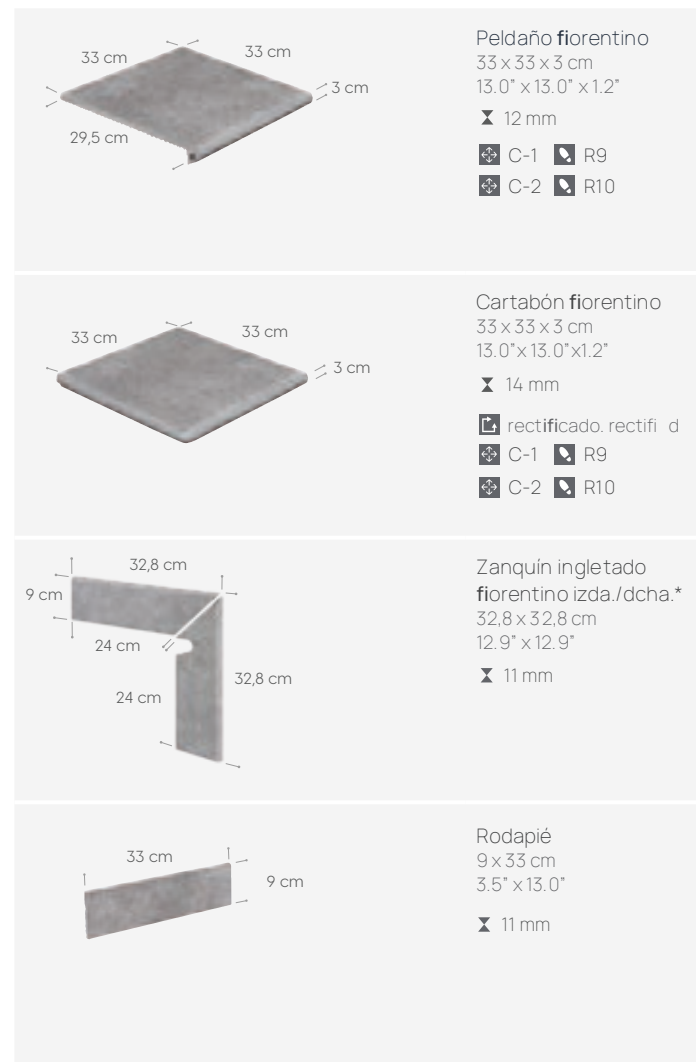 33 cm
33 cm
3 cm
29,5 cm
Peldaño fiorentino
33 x 33 x 3 cm
13.0” x 13.0” x 1.2”
12 mm
C-1 R9
C-2 R10
33 cm
33 cm
3 cm
Cartabón fiorentino
33 x 33 x 3 cm
13.0”x 13.0”x1.2”
14 mm
rectificado. rectifi d
C-1 R9
C-2 R10
32,8 cm
9 cm
24 cm
24 cm
32,8 cm
Zanquín ingletado
fiorentino izda./dcha.*
32,8 x 32,8 cm
12.9” x 12.9”
11 mm
33 cm
9 cm
Rodapié
9 x 33 cm
3.5” x 13.0”
11 mm